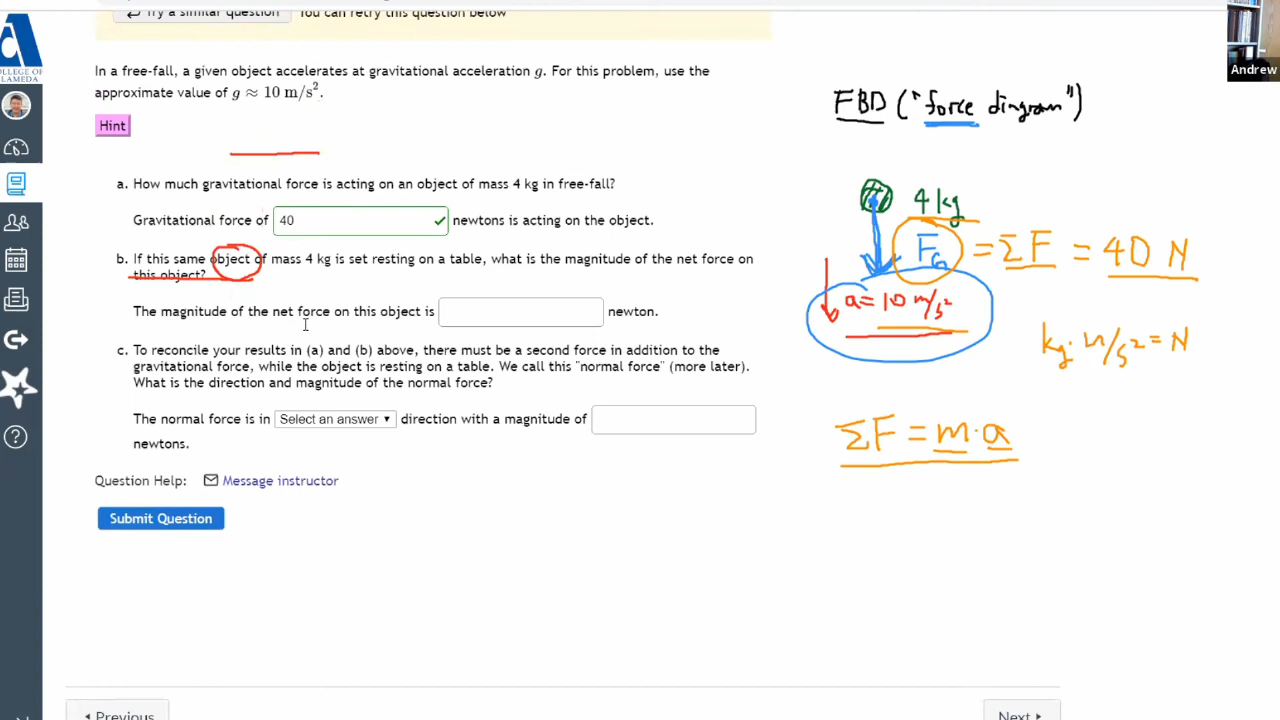 Try a similar question
You can retry this question below
COLLEGE OF
ALAMEDA
Andrew
In a free-fall, a given object accelerates at gravitational acceleration g. For this problem, use the
approximate value of g ≈ 10 m/s².
Hint
a. How much gravitational force is acting on an object of mass 4 kg in free-fall?
Gravitational force of 40 newtons is acting on the object.
b. If this same object of mass 4 kg is set resting on a table, what is the magnitude of the net force on
this object?
The magnitude of the net force on this object is newton.
c. To reconcile your results in (a) and (b) above, there must be a second force in addition to the
gravitational force, while the object is resting on a table. We call this "normal force" (more later).
What is the direction and magnitude of the normal force?
The normal force is in Select an answer direction with a magnitude of
newtons.
Question Help: Message instructor
Submit Question
Previous
Next
FBD ("force diagram")
4 kg
F_G = ΣF = 40 N
a = 10 m/s²
kg · m/s² = N
ΣF = m · a